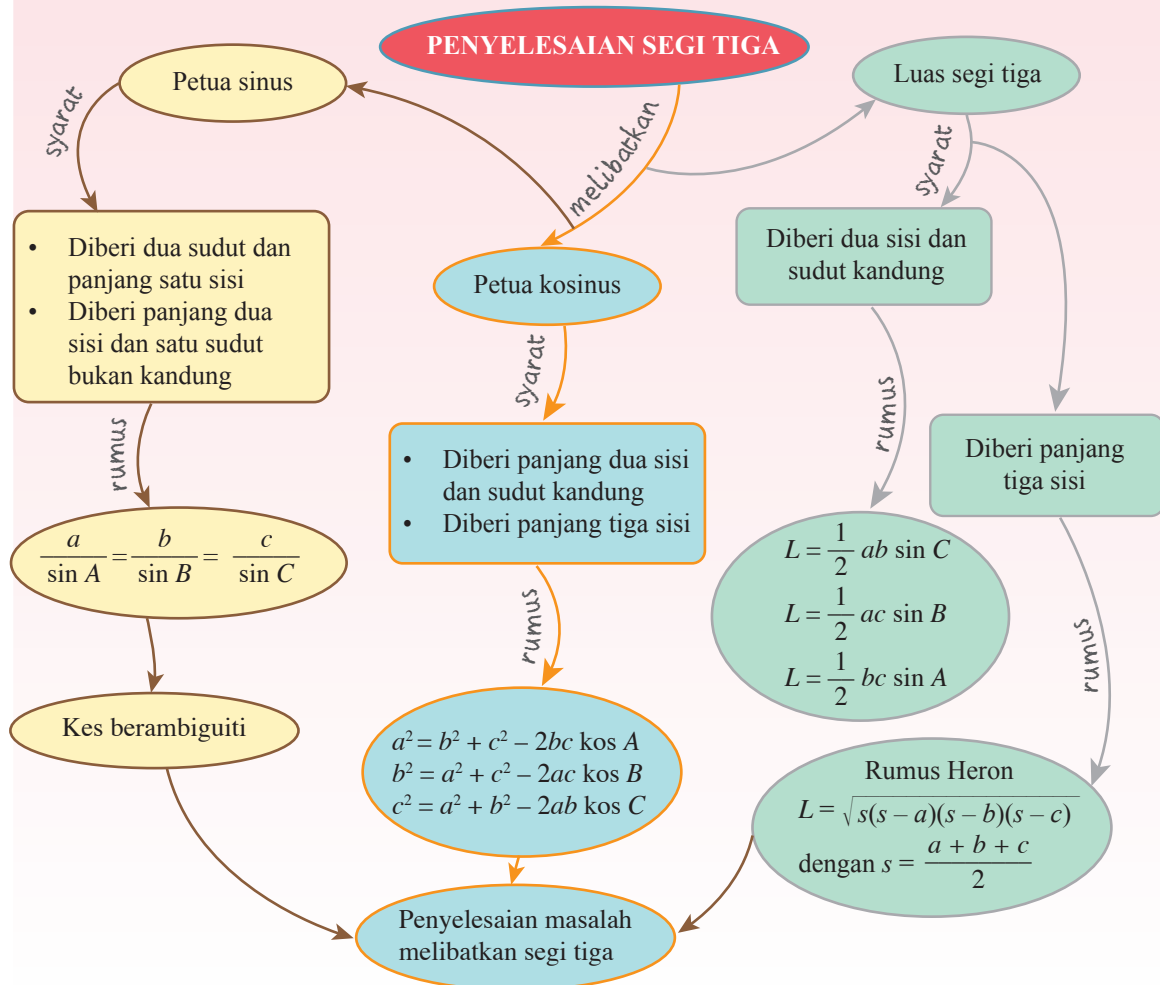 PENYELESAIAN SEGI TIGA
melibatkan
Petua sinus
syarat
• Diberi dua sudut dan
panjang satu sisi
• Diberi panjang dua
sisi dan satu sudut
bukan kandung
rumus
a/sin A = b/sin B = c/sin C
Kes berambiguiti
Petua kosinus
syarat
• Diberi panjang dua sisi
dan sudut kandung
• Diberi panjang tiga sisi
rumus
a² = b² + c² – 2bc kos A
b² = a² + c² – 2ac kos B
c² = a² + b² – 2ab kos C
Luas segi tiga
syarat
Diberi dua sisi dan
sudut kandung
rumus
L = 1/2 ab sin C
L = 1/2 ac sin B
L = 1/2 bc sin A
Diberi panjang
tiga sisi
rumus
Rumus Heron
L = √s(s – a)(s – b)(s – c)
dengan s = a + b + c/2
Penyelesaian masalah
melibatkan segi tiga